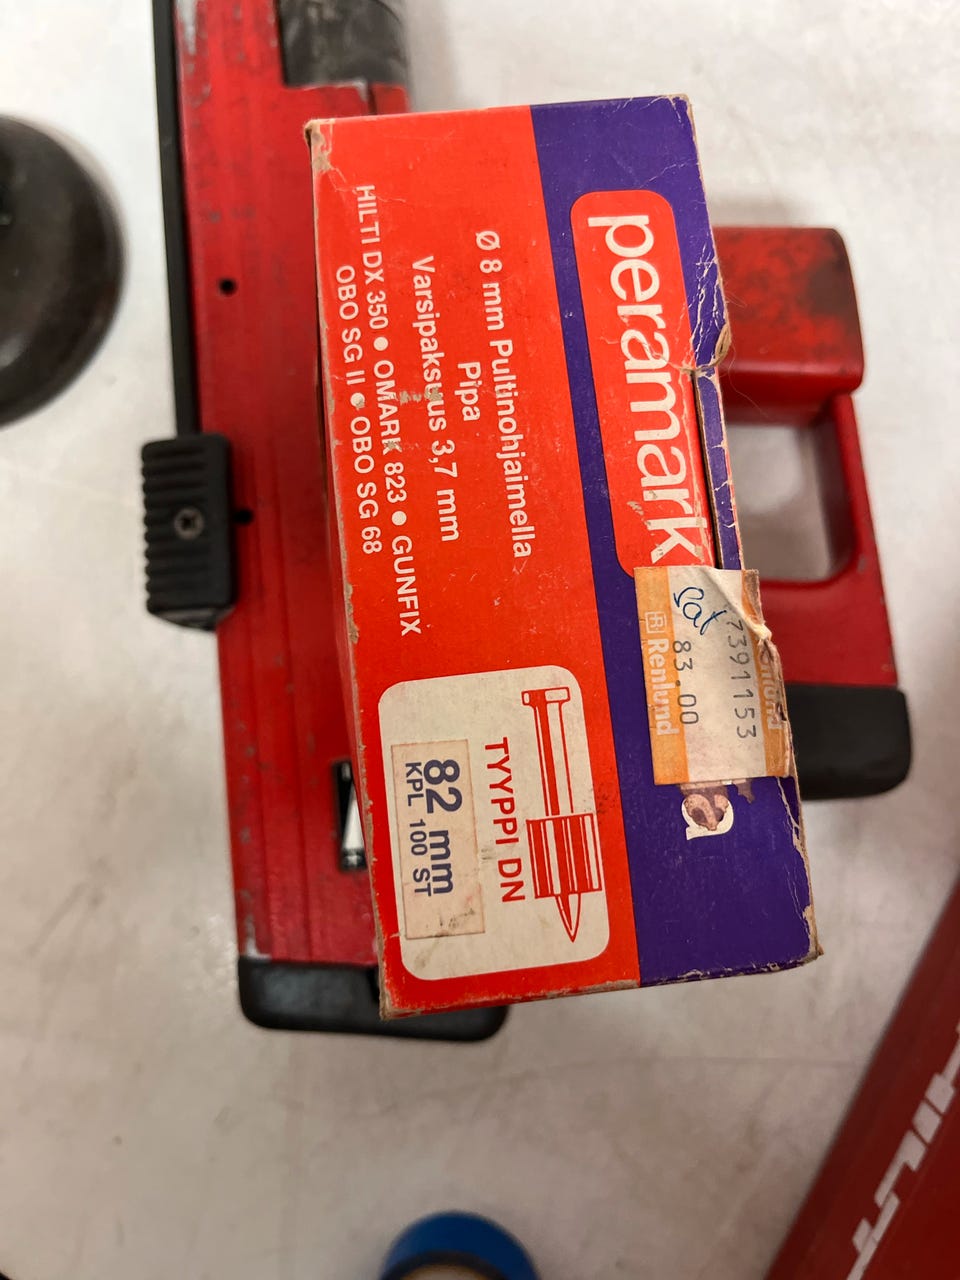 peramark
a
Ø 8 mm Pultinohjaimella
Pipa
Varsipaksuus 3,7 mm
HILTI DX 350 ● OMARK 823 ● GUNFIX
OBO SG II ● OBO SG 68
7391153
83,00
Renlund
TYYPPI DN
82 mm
KPL 100 ST
HILTI